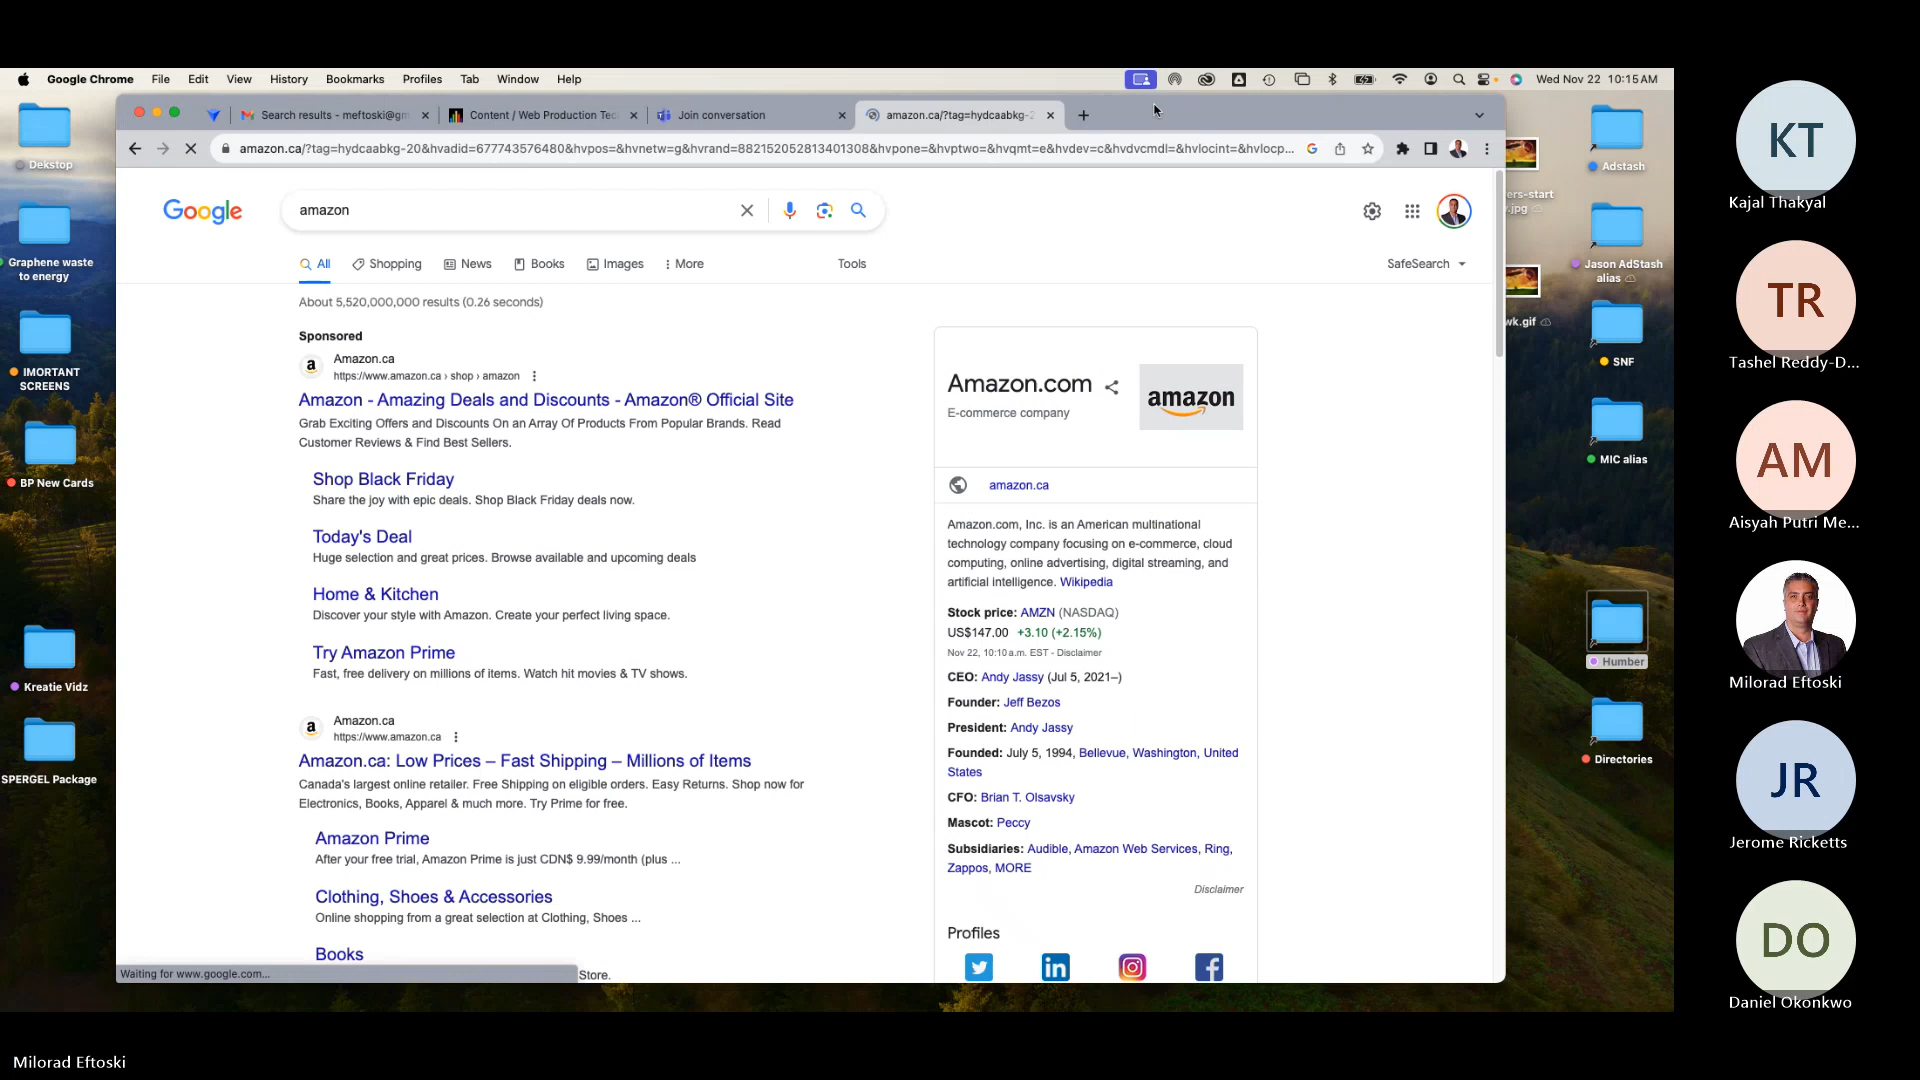 Google Chrome File Edit View History Bookmarks Profiles Tab Window Help
Wed Nov 22 10:15 AM
Search results - meftoski@gm
Content / Web Production Tec
Join conversation
amazon.ca/?tag=hydcaabkg-2
amazon.ca/?tag=hydcaabkg-20&hvadid=677743576480&hvpos=&hvnetw=g&hvrand=882152052813401308&hvpone=&hvptwo=&hvqmt=e&hvdev=c&hvdvcmdl=&hvlocint=&hvlocp...
Google
amazon
All Shopping News Books Images More Tools SafeSearch
About 5,520,000,000 results (0.26 seconds)
Sponsored
Amazon.ca
https://www.amazon.ca › shop › amazon
Amazon - Amazing Deals and Discounts - Amazon® Official Site
Grab Exciting Offers and Discounts On an Array Of Products From Popular Brands. Read
Customer Reviews & Find Best Sellers.
Shop Black Friday
Share the joy with epic deals. Shop Black Friday deals now.
Today's Deal
Huge selection and great prices. Browse available and upcoming deals
Home & Kitchen
Discover your style with Amazon. Create your perfect living space.
Try Amazon Prime
Fast, free delivery on millions of items. Watch hit movies & TV shows.
Amazon.ca
https://www.amazon.ca
Amazon.ca: Low Prices – Fast Shipping – Millions of Items
Canada's largest online retailer. Free Shipping on eligible orders. Easy Returns. Shop now for
Electronics, Books, Apparel & much more. Try Prime for free.
Amazon Prime
After your free trial, Amazon Prime is just CDN$ 9.99/month (plus ...
Clothing, Shoes & Accessories
Online shopping from a great selection at Clothing, Shoes ...
Books
Store.
Waiting for www.google.com...
Amazon.com
E-commerce company
amazon
amazon.ca
Amazon.com, Inc. is an American multinational
technology company focusing on e-commerce, cloud
computing, online advertising, digital streaming, and
artificial intelligence. Wikipedia
Stock price: AMZN (NASDAQ)
US$147.00 +3.10 (+2.15%)
Nov 22, 10:10 a.m. EST - Disclaimer
CEO: Andy Jassy (Jul 5, 2021–)
Founder: Jeff Bezos
President: Andy Jassy
Founded: July 5, 1994, Bellevue, Washington, United
States
CFO: Brian T. Olsavsky
Mascot: Peccy
Subsidiaries: Audible, Amazon Web Services, Ring,
Zappos, MORE
Disclaimer
Profiles
Dekstop
Graphene waste
to energy
IMORTANT
SCREENS
BP New Cards
Kreatie Vidz
SPERGEL Package
ers-start
.jpg
wk.gif
Adstash
Jason AdStash
alias
SNF
MIC alias
Humber
Directories
KT
Kajal Thakyal
TR
Tashel Reddy-D...
AM
Aisyah Putri Me...
Milorad Eftoski
JR
Jerome Ricketts
DO
Daniel Okonkwo
Milorad Eftoski